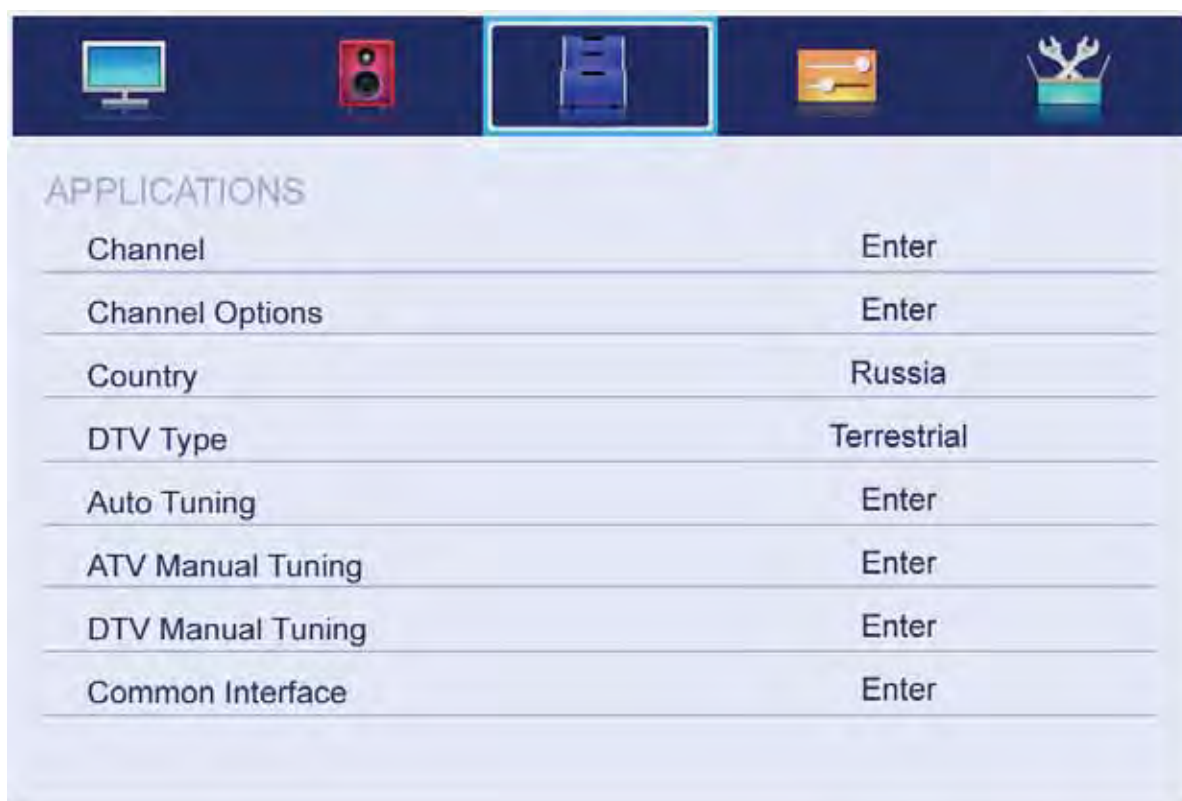 APPLICATIONS
Channel Enter
Channel Options Enter
Country Russia
DTV Type Terrestrial
Auto Tuning Enter
ATV Manual Tuning Enter
DTV Manual Tuning Enter
Common Interface Enter